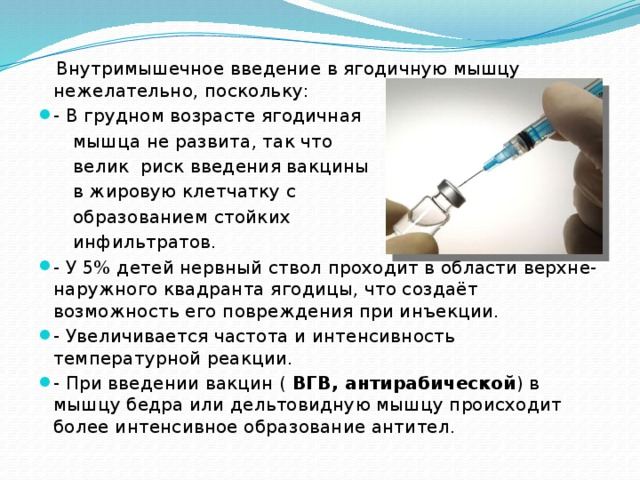 Внутримышечное введение в ягодичную мышцу
нежелательно, поскольку:
- В грудном возрасте ягодичная
мышца не развита, так что
велик риск введения вакцины
в жировую клетчатку с
образованием стойких
инфильтратов.
- У 5% детей нервный ствол проходит в области верхне-
наружного квадранта ягодицы, что создаёт
возможность его повреждения при инъекции.
- Увеличивается частота и интенсивность
температурной реакции.
- При введении вакцин ( ВГВ, антирабической) в
мышцу бедра или дельтовидную мышцу происходит
более интенсивное образование антител.